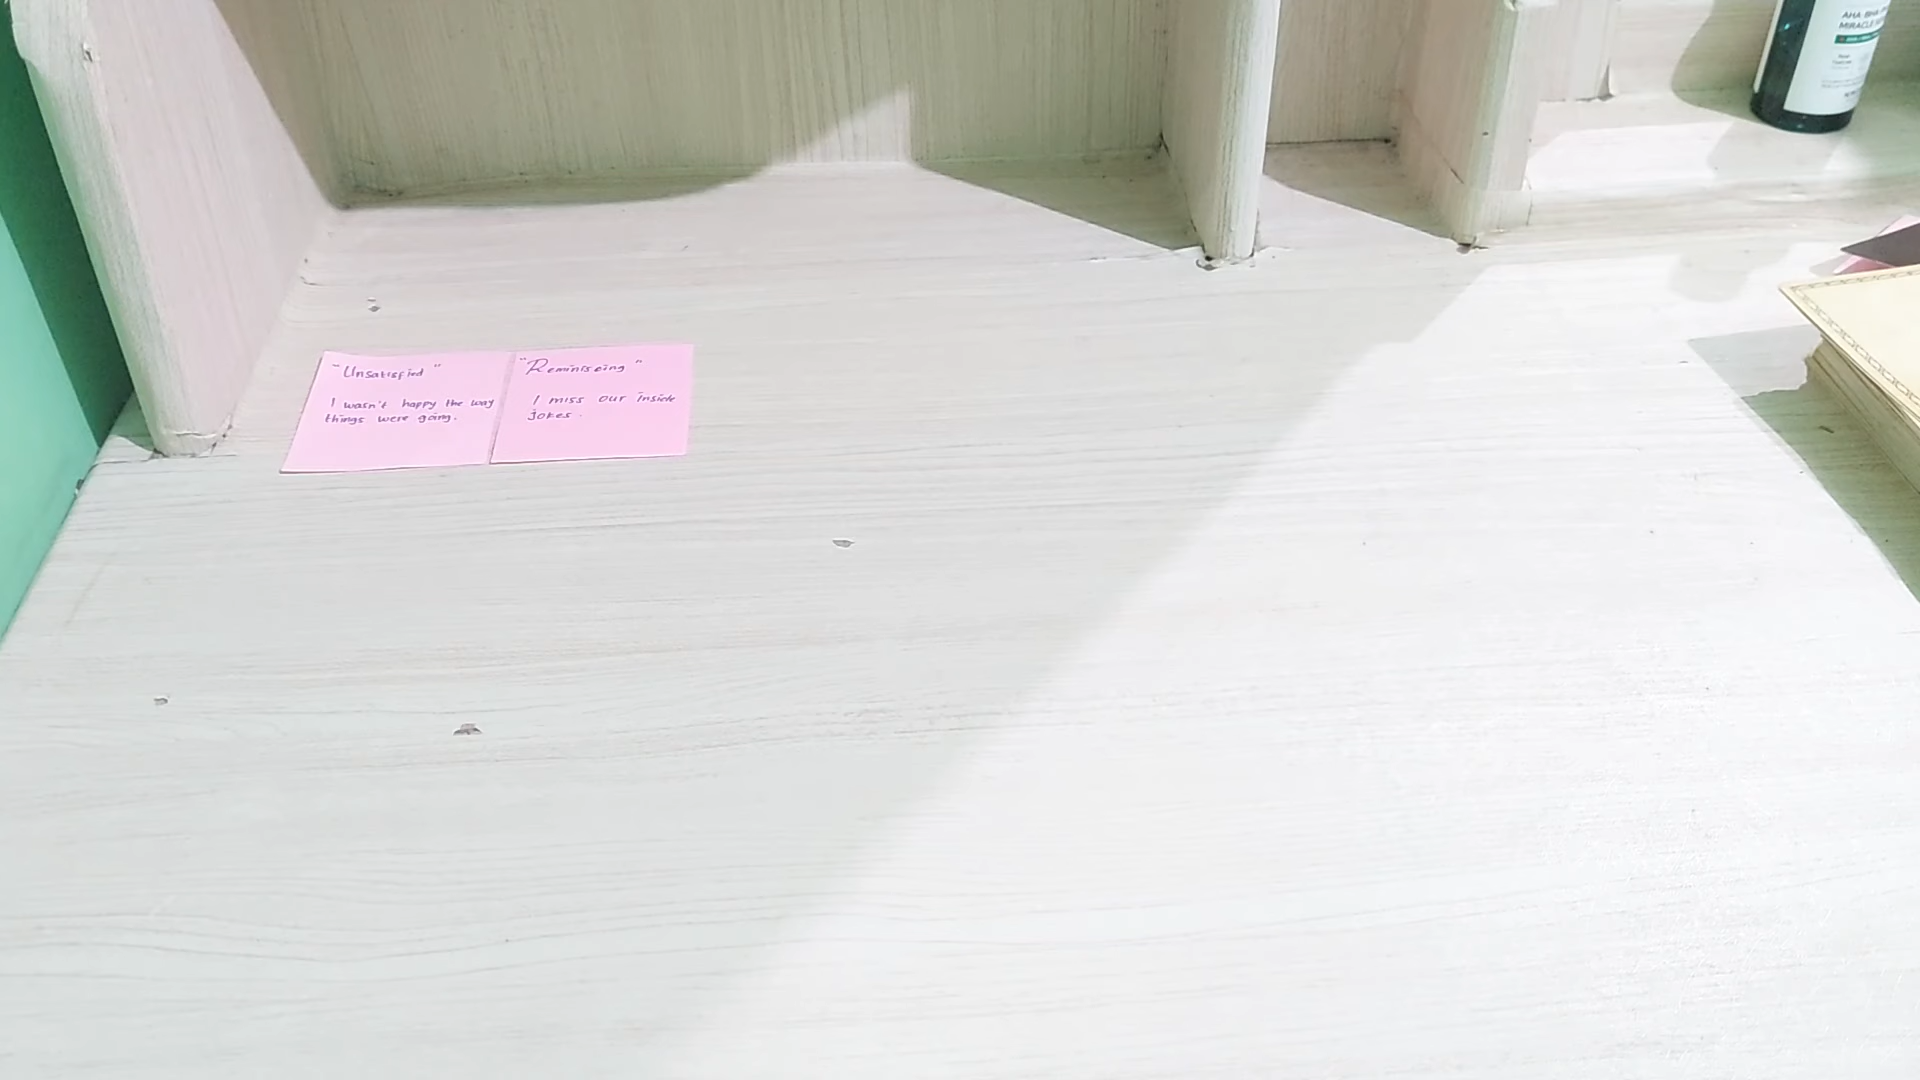 "Unsatisfied"
I wasn't happy the way
things were going.
"Reminiscing"
I miss our inside
jokes.
AHA BHA
MIRACLE